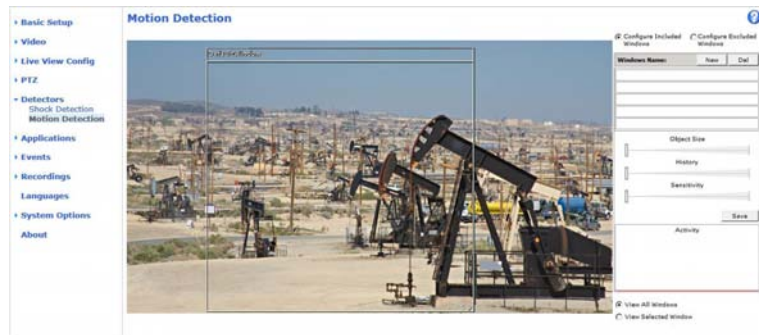 Motion Detection
Basic Setup
Video
Live View Config
PTZ
Detectors
Shock Detection
Motion Detection
Applications
Events
Recordings
Languages
System Options
About
Configure Included Windows
Configure Excluded Windows
Windows Name:
New
Del
Object Size
History
Sensitivity
Save
Activity
View All Windows
View Selected Window